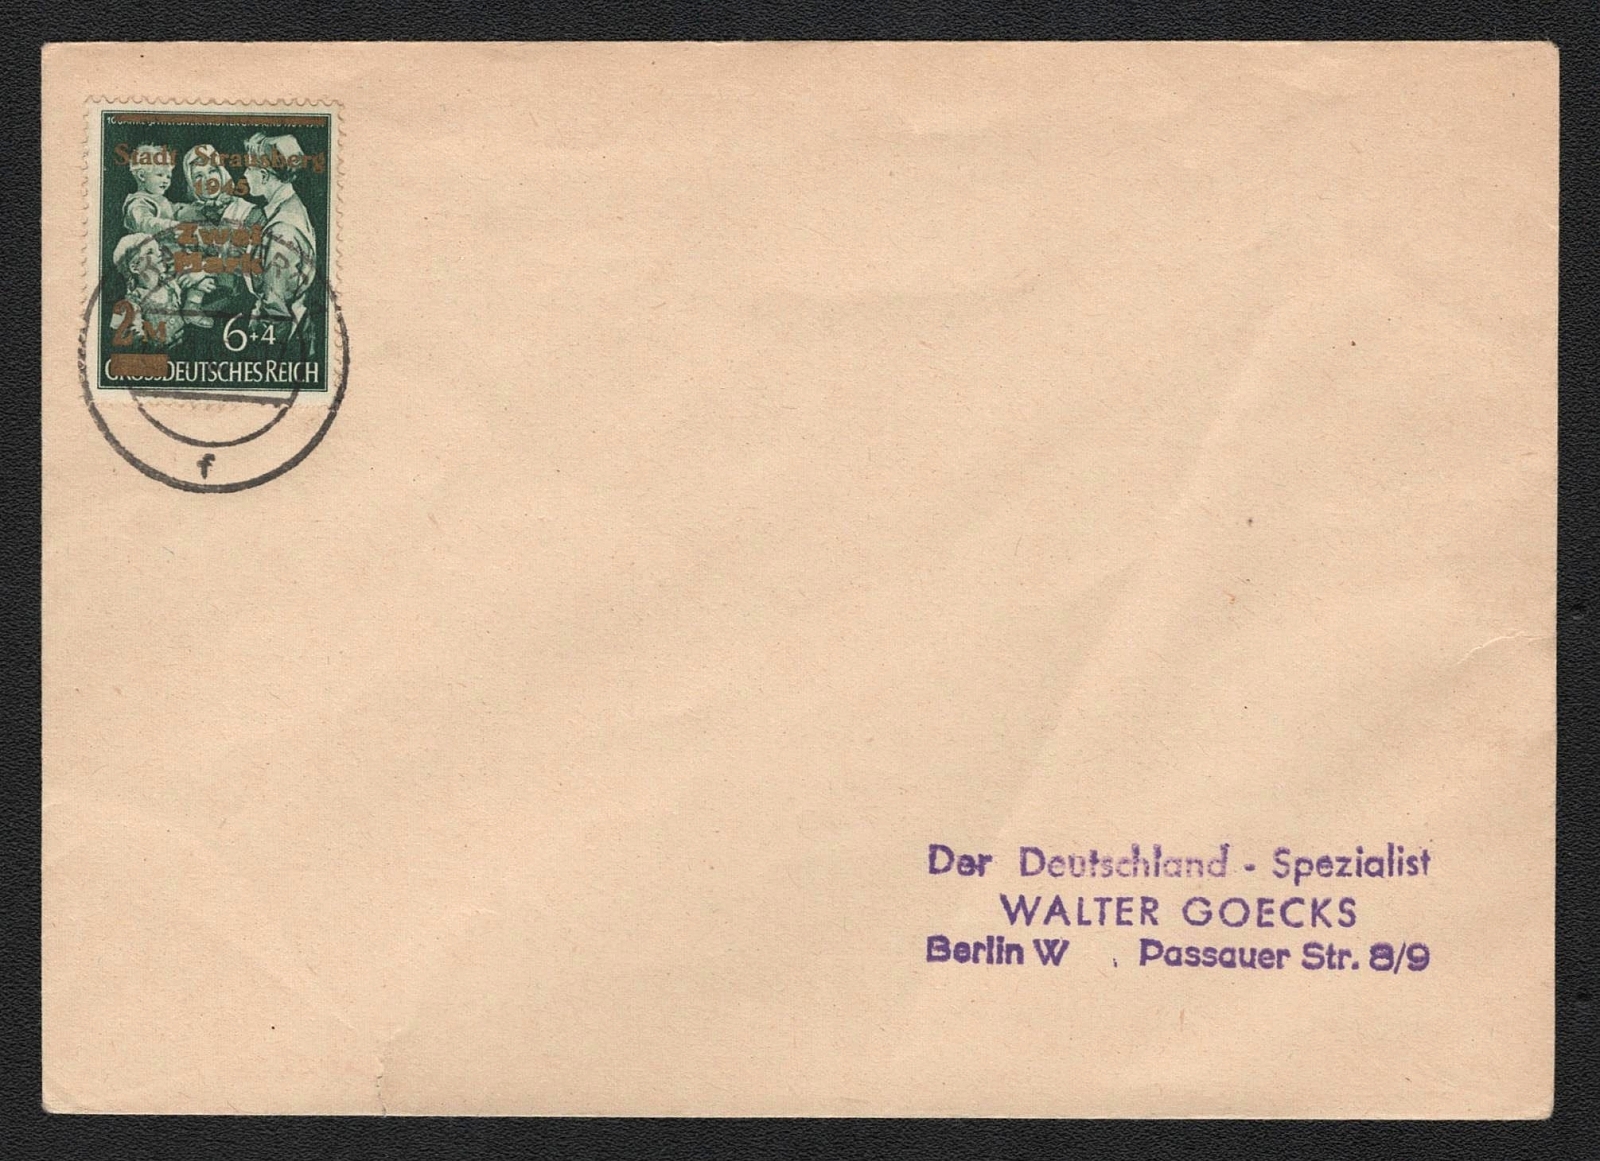 Stadt Strausberg
1945
Zwei
Mark
2 M
6+4
GROSSDEUTSCHES REICH
f
Der Deutschland - Spezialist
WALTER GOECKS
Berlin W , Passauer Str. 8/9